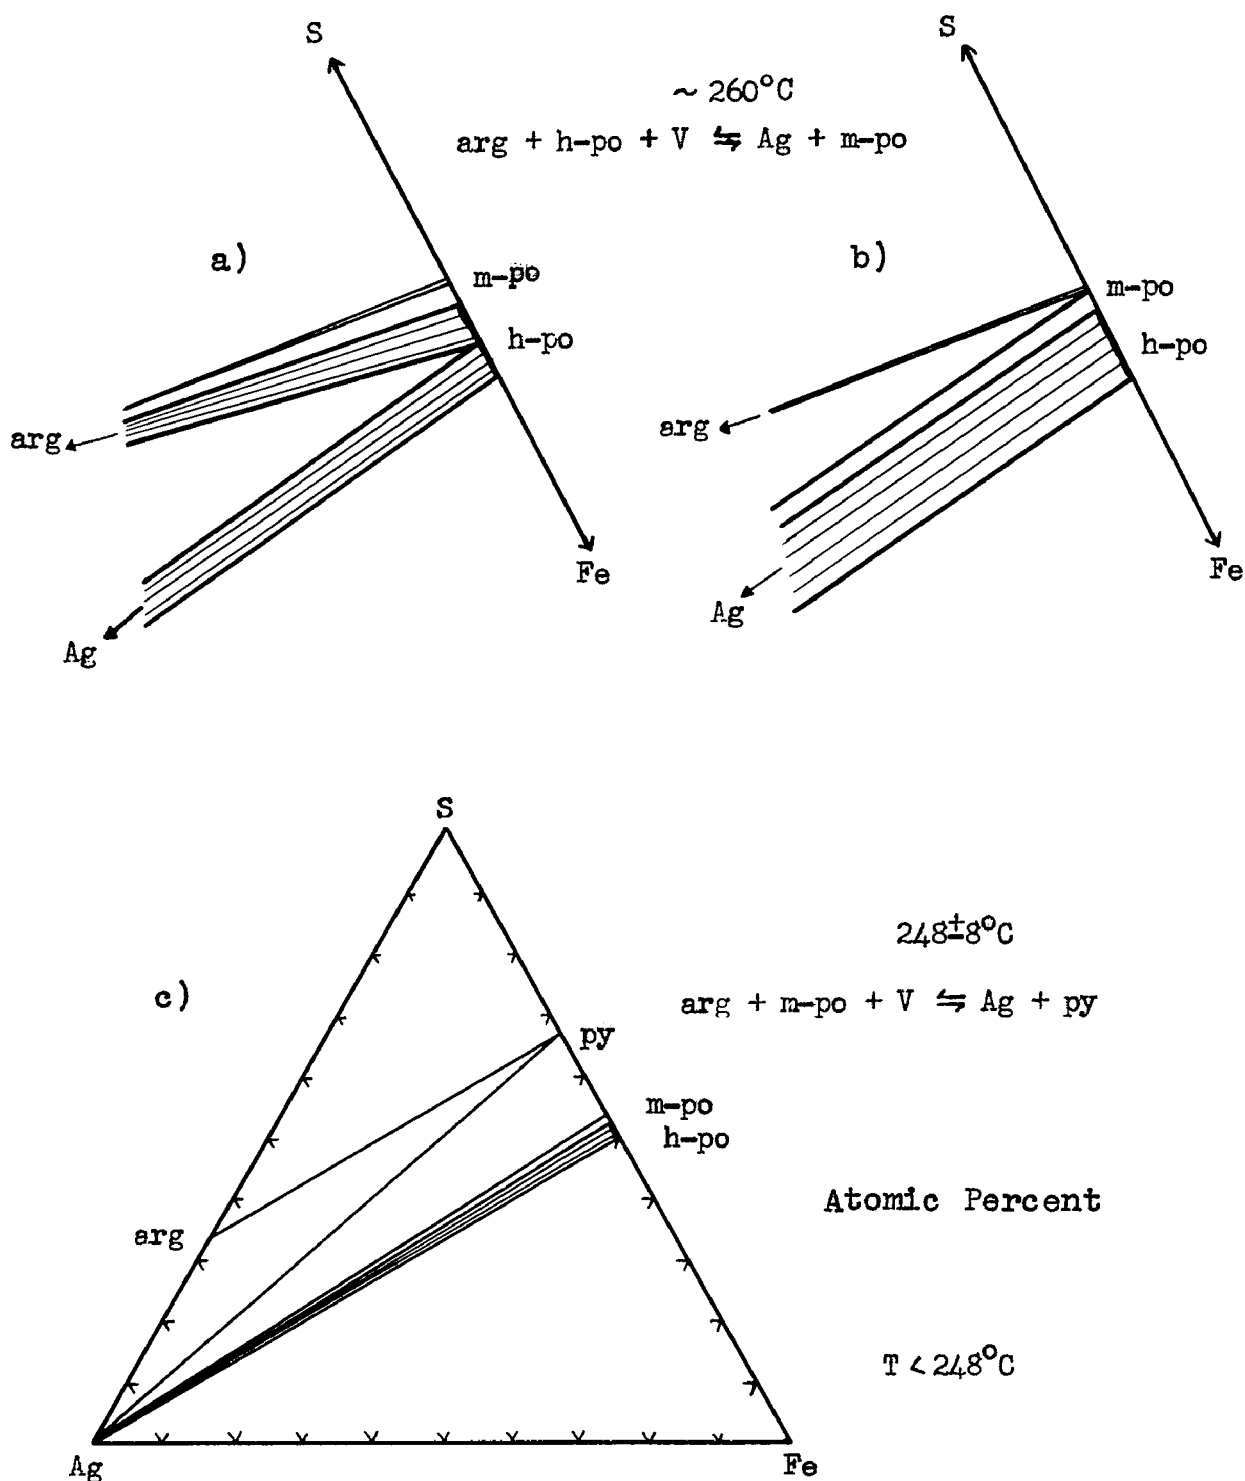 S
S
~ 260°C
arg + h-po + V ⇆ Ag + m-po
a)
b)
m-po
h-po
m-po
h-po
arg
arg
Fe
Fe
Ag
Ag
S
248±8°C
c)
arg + m-po + V ⇆ Ag + py
py
m-po
h-po
Atomic Percent
arg
T < 248°C
Ag
Fe